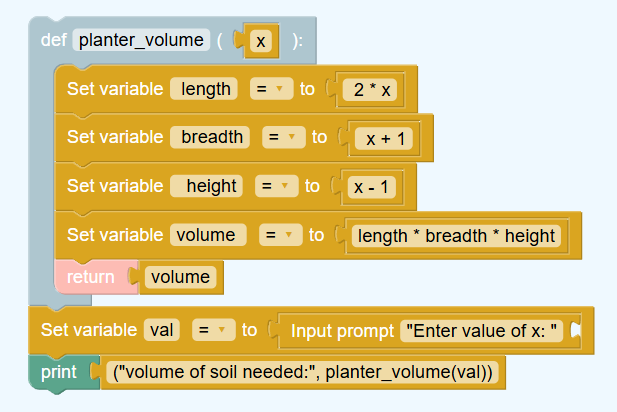 def planter_volume ( x ):
Set variable length = to 2 * x
Set variable breadth = to x + 1
Set variable height = to x - 1
Set variable volume = to length * breadth * height
return volume
Set variable val = to Input prompt "Enter value of x: "
print ("volume of soil needed:", planter_volume(val))